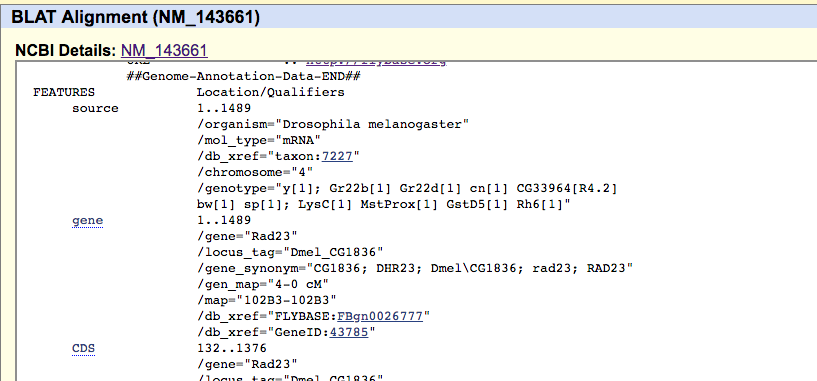 BLAT Alignment (NM_143661)
NCBI Details: NM_143661
##Genome-Annotation-Data-END##
FEATURES Location/Qualifiers
source 1..1489
/organism="Drosophila melanogaster"
/mol_type="mRNA"
/db_xref="taxon:7227"
/chromosome="4"
/genotype="y[1]; Gr22b[1] Gr22d[1] cn[1] CG33964[R4.2]
bw[1] sp[1]; LysC[1] MstProx[1] GstD5[1] Rh6[1]"
gene 1..1489
/gene="Rad23"
/locus_tag="Dmel_CG1836"
/gene_synonym="CG1836; DHR23; Dmel\CG1836; rad23; RAD23"
/gen_map="4-0 cM"
/map="102B3-102B3"
/db_xref="FLYBASE:FBgn0026777"
/db_xref="GeneID:43785"
CDS 132..1376
/gene="Rad23"
/locus_tag="Dmel_CG1836"